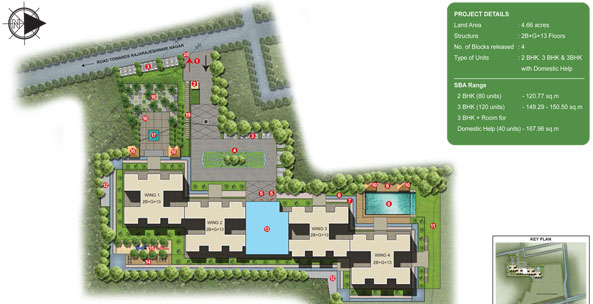 N
ROAD TOWARDS RAJARAJESHWARI NAGAR
PROJECT DETAILS
Land Area : 4.66 acres
Structure : 2B+G+13 Floors
No. of Blocks released : 4
Type of Units : 2 BHK, 3 BHK & 3BHK
with Domestic Help
SBA Range
2 BHK (80 units) - 120.77 sq.m
3 BHK (120 units) - 149.29 - 150.50 sq.m
3 BHK + Room for
Domestic Help (40 units) - 167.96 sq.m
WING 1
2B+G+13
WING 2
2B+G+13
WING 3
2B+G+13
WING 4
2B+G+13
KEY PLAN